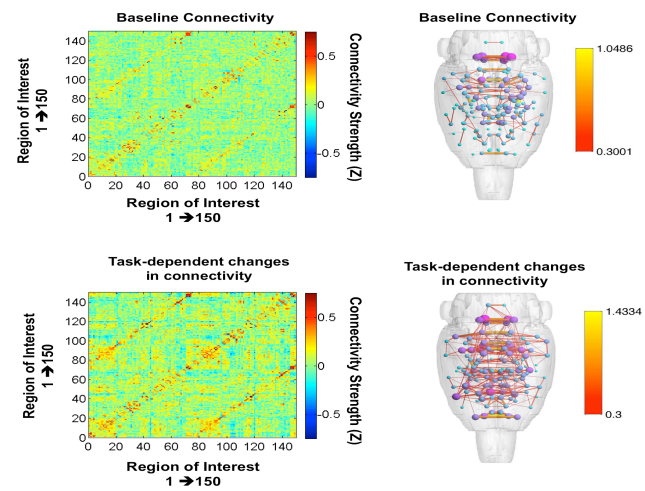 Baseline Connectivity
Region of Interest
1 → 150
140
120
100
80
60
40
20
0
0 20 40 60 80 100 120 140
Region of Interest
1 → 150
0.5
0
-0.5
Connectivity Strength (Z)
Baseline Connectivity
1.0486
0.3001
Task-dependent changes
in connectivity
Region of Interest
1 → 150
140
120
100
80
60
40
20
0
0 20 40 60 80 100 120 140
Region of Interest
1 → 150
0.5
0
-0.5
Connectivity Strength (Z)
Task-dependent changes
in connectivity
1.4334
0.3